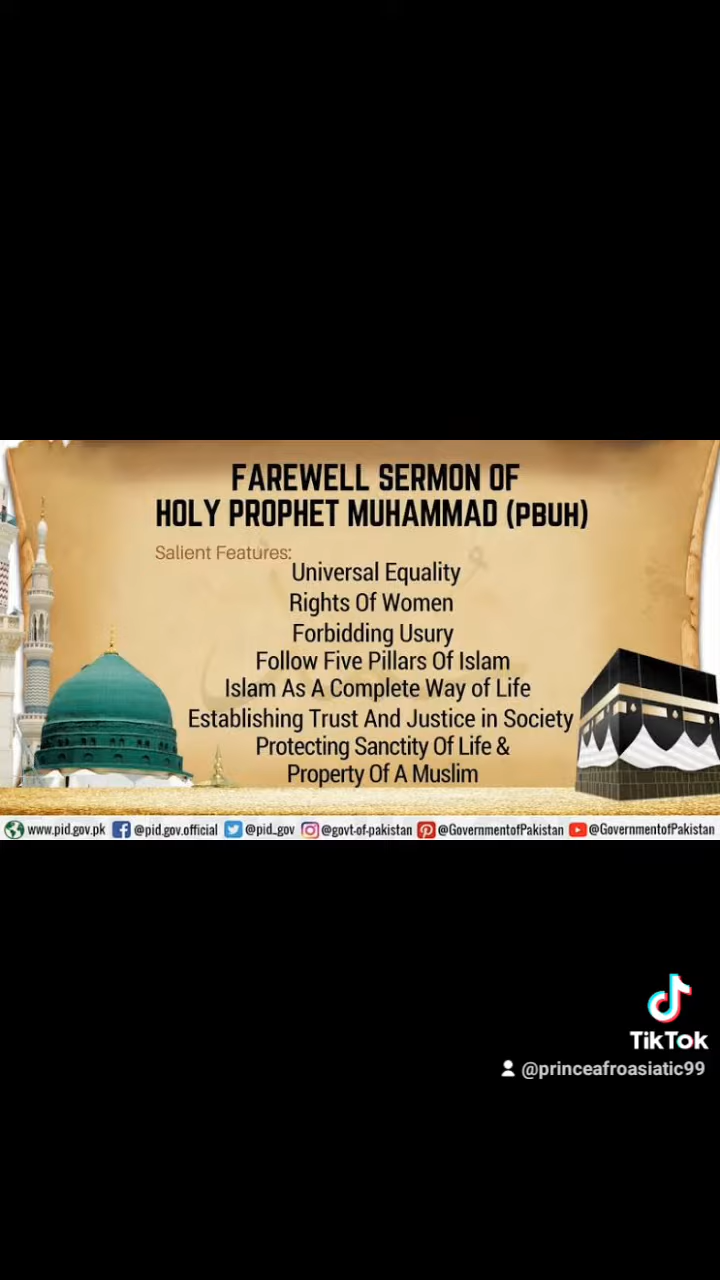 FAREWELL SERMON OF
HOLY PROPHET MUHAMMAD (PBUH)
Salient Features:
Universal Equality
Rights Of Women
Forbidding Usury
Follow Five Pillars Of Islam
Islam As A Complete Way of Life
Establishing Trust And Justice in Society
Protecting Sanctity Of Life &
Property Of A Muslim
www.pid.gov.pk @pid.gov.official @pid_gov @govt-of-pakistan @GovernmentofPakistan @GovernmentofPakistan
TikTok
@princeafroasiatic99